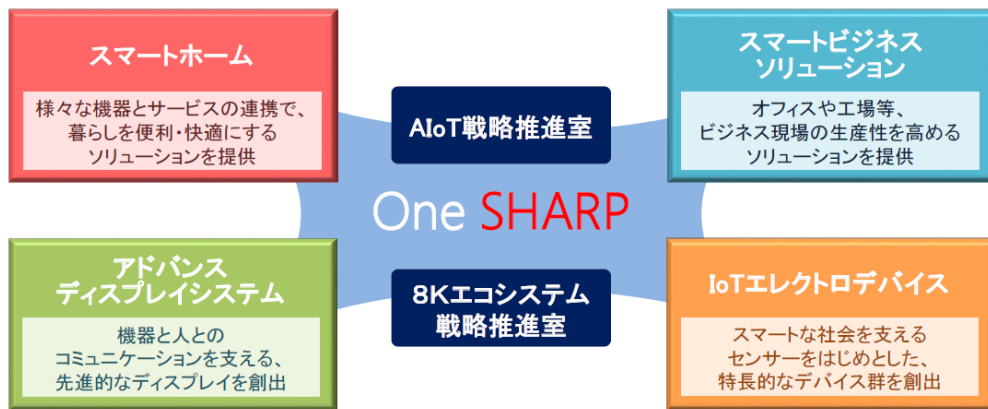 スマートホーム
様々な機器とサービスの連携で、
暮らしを便利・快適にする
ソリューションを提供
スマートビジネス
ソリューション
オフィスや工場等、
ビジネス現場の生産性を高める
ソリューションを提供
AIoT戦略推進室
One SHARP
8Kエコシステム
戦略推進室
アドバンス
ディスプレイシステム
機器と人との
コミュニケーションを支える、
先進的なディスプレイを創出
IoTエレクトロデバイス
スマートな社会を支える
センサーをはじめとした、
特長的なデバイス群を創出